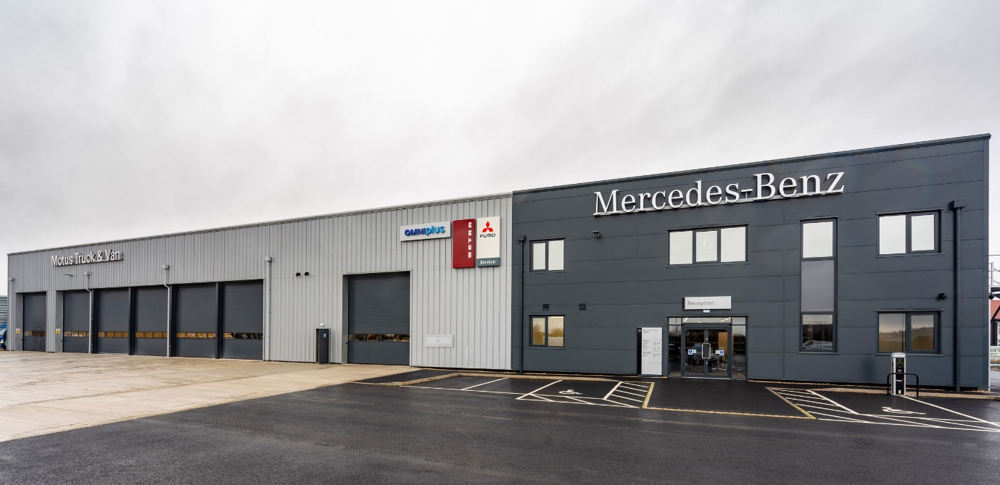 Motus Truck & Van
OMNIplus
SETRA
FUSO
Service
Mercedes-Benz
Reception